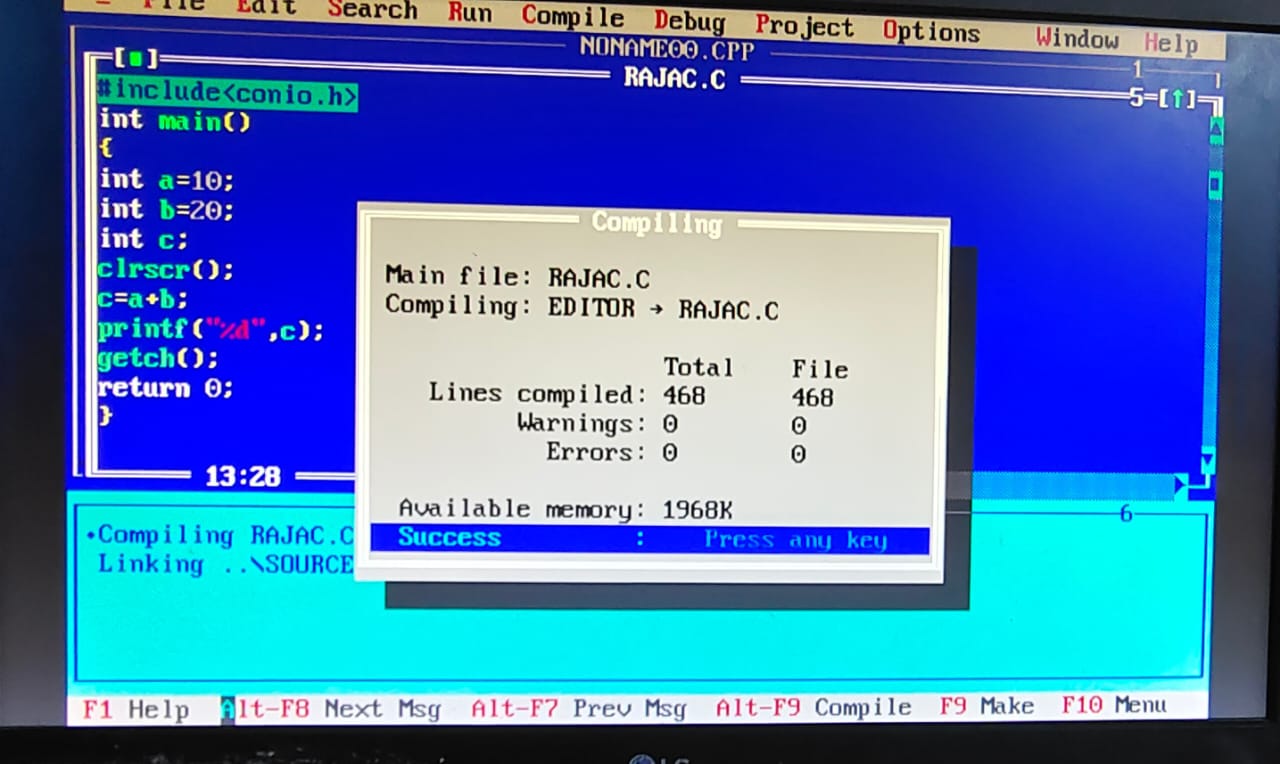 File Edit Search Run Compile Debug Project Options Window Help
NONAME00.CPP
1
RAJAC.C
5=[↑]
[■]
#include<conio.h>
int main()
{
int a=10;
int b=20;
int c;
clrscr();
c=a+b;
printf("%d",c);
getch();
return 0;
}
13:28
Compiling
Main file: RAJAC.C
Compiling: EDITOR → RAJAC.C
Total File
Lines compiled: 468 468
Warnings: 0 0
Errors: 0 0
Available memory: 1968K
Success : Press any key
6
•Compiling RAJAC.C
Linking ..\SOURCE
F1 Help Alt-F8 Next Msg Alt-F7 Prev Msg Alt-F9 Compile F9 Make F10 Menu
LG